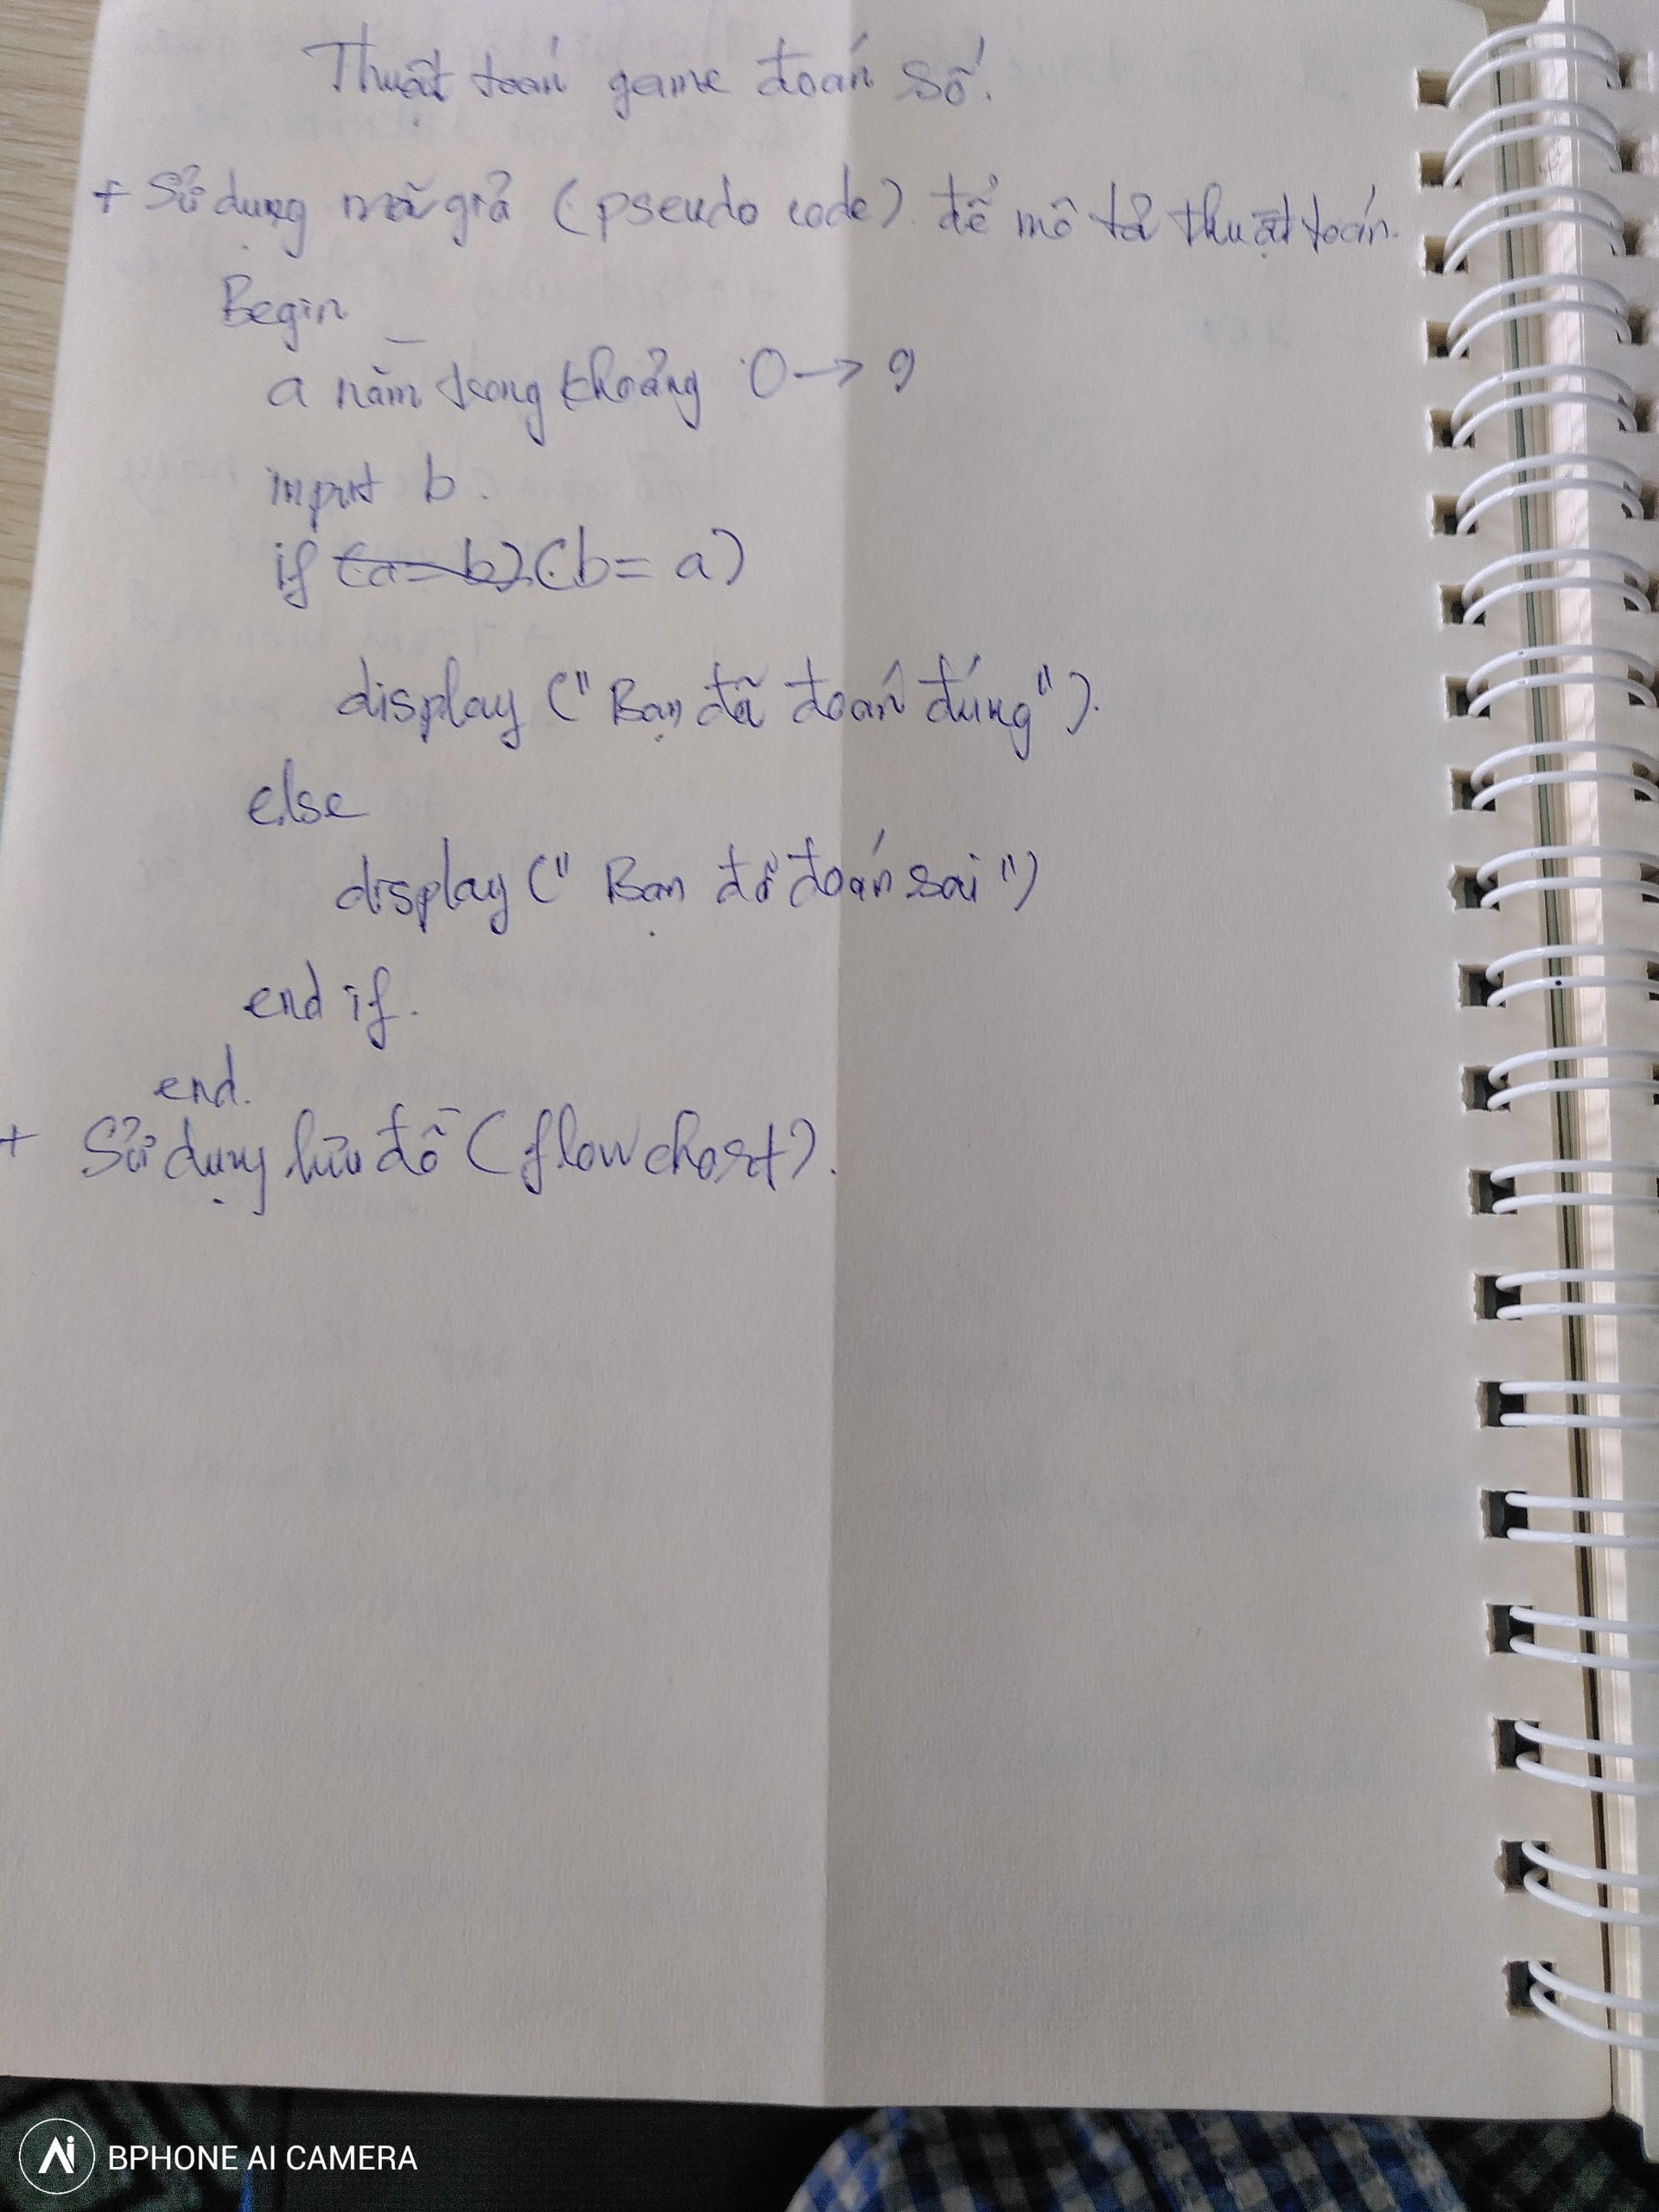 Thuật toán game đoán số.
+ Sử dụng mã giả (pseudo code). để mô tả thuật toán.
Begin
a nằm trong khoảng 0 → 9
input b.
if (a = b) (b = a)
display ("Bạn đã đoán đúng").
else
display (" Bạn đã đoán sai ")
end if.
end.
+ Sử dụng lưu đồ (flowchart).
Ai BPHONE AI CAMERA